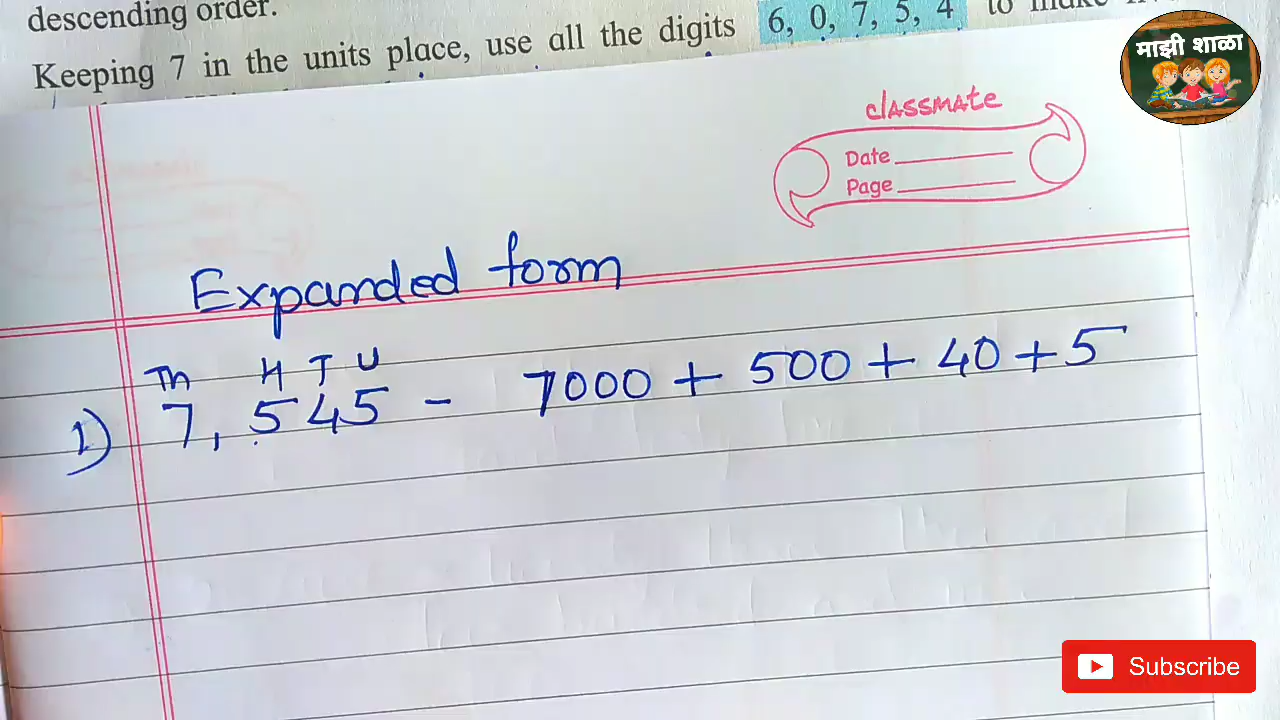 descending order.
Keeping 7 in the units place, use all the digits 6, 0, 7, 5, 4 to make
माझी शाळा
classmate
Date
Page
Expanded form
Th H T U
1) 7, 545 - 7000 + 500 + 40 + 5
Subscribe